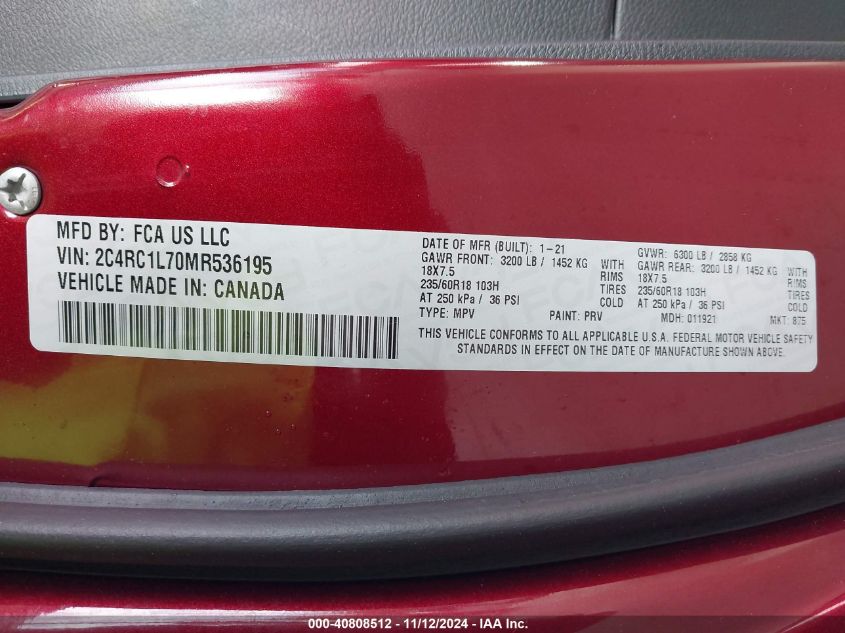 MFD BY: FCA US LLC
VIN: 2C4RC1L70MR536195
VEHICLE MADE IN: CANADA
DATE OF MFR (BUILT): 1-21
GAWR FRONT: 3200 LB / 1452 KG
18X7.5 RIMS
235/60R18 103H TIRES
AT 250 kPa / 36 PSI COLD
TYPE: MPV PAINT: PRV
GVWR: 6300 LB / 2858 KG
GAWR REAR: 3200 LB / 1452 KG
18X7.5 RIMS
235/60R18 103H TIRES
AT 250 kPa / 36 PSI COLD
MDH: 011921 MKT: 875
THIS VEHICLE CONFORMS TO ALL APPLICABLE U.S.A. FEDERAL MOTOR VEHICLE SAFETY
STANDARDS IN EFFECT ON THE DATE OF MANUFACTURE SHOWN ABOVE.
000-40808512 - 11/12/2024 - IAA Inc.